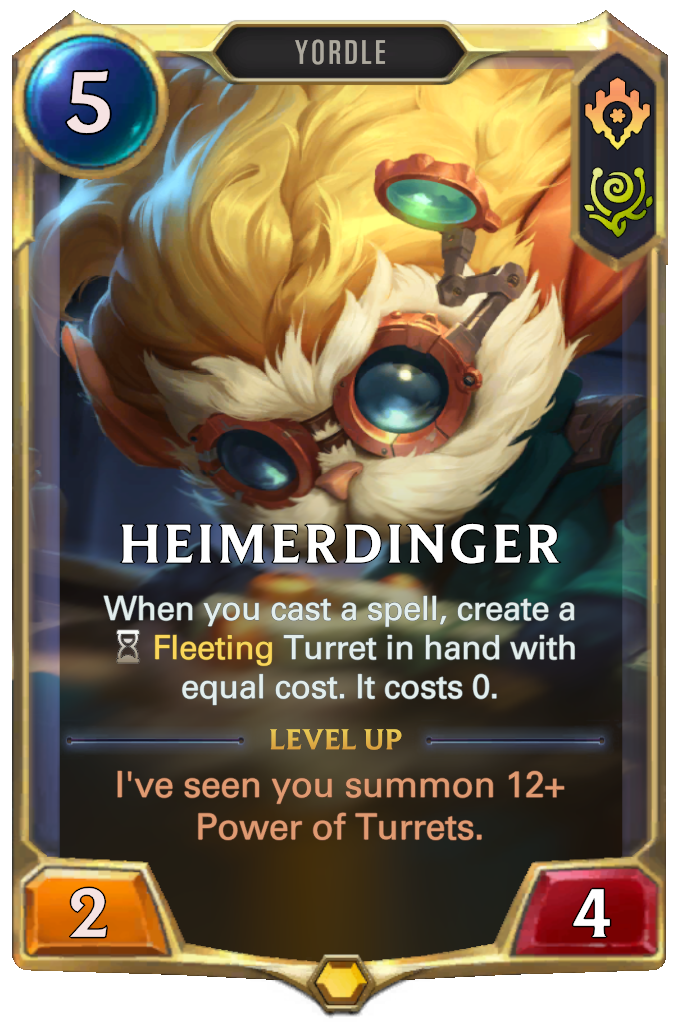 YORDLE
5
HEIMERDINGER
When you cast a spell, create a
Fleeting Turret in hand with
equal cost. It costs 0.
LEVEL UP
I've seen you summon 12+
Power of Turrets.
2
4